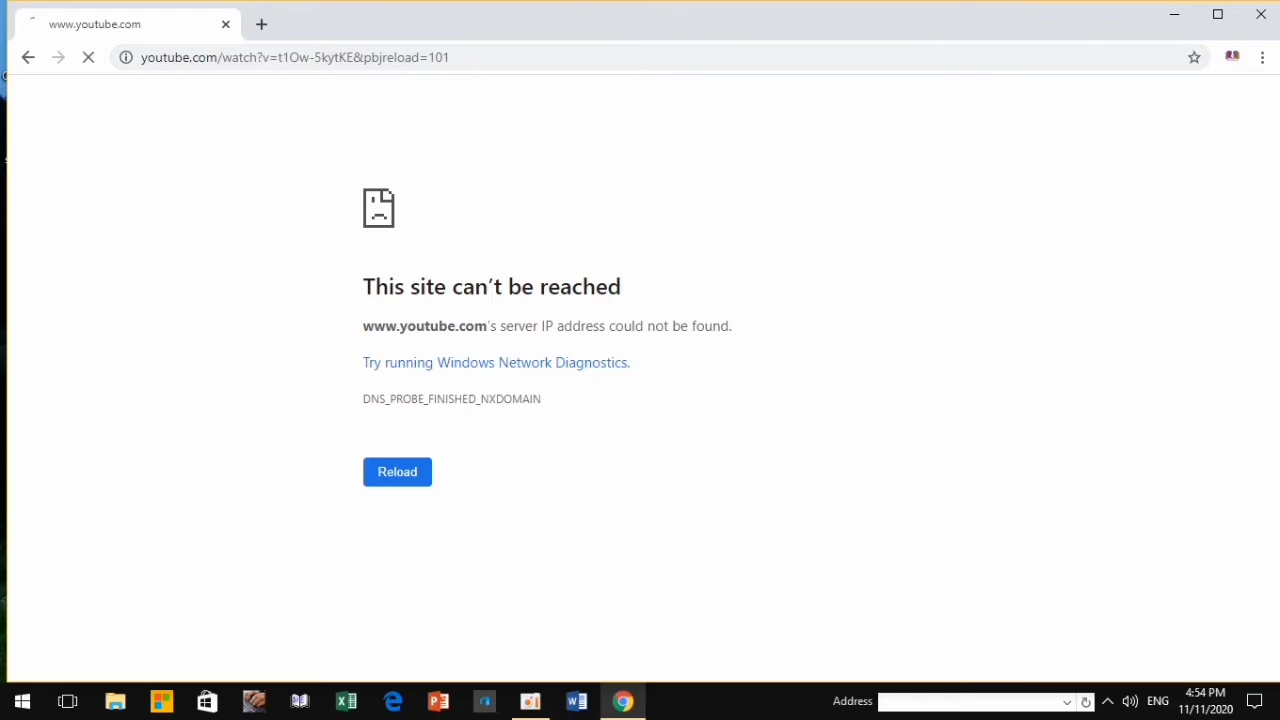 www.youtube.com
youtube.com/watch?v=t1Ow-5kytKE&pbjreload=101
This site can't be reached
www.youtube.com's server IP address could not be found.
Try running Windows Network Diagnostics.
DNS_PROBE_FINISHED_NXDOMAIN
Reload
Address
ENG
4:54 PM
11/11/2020